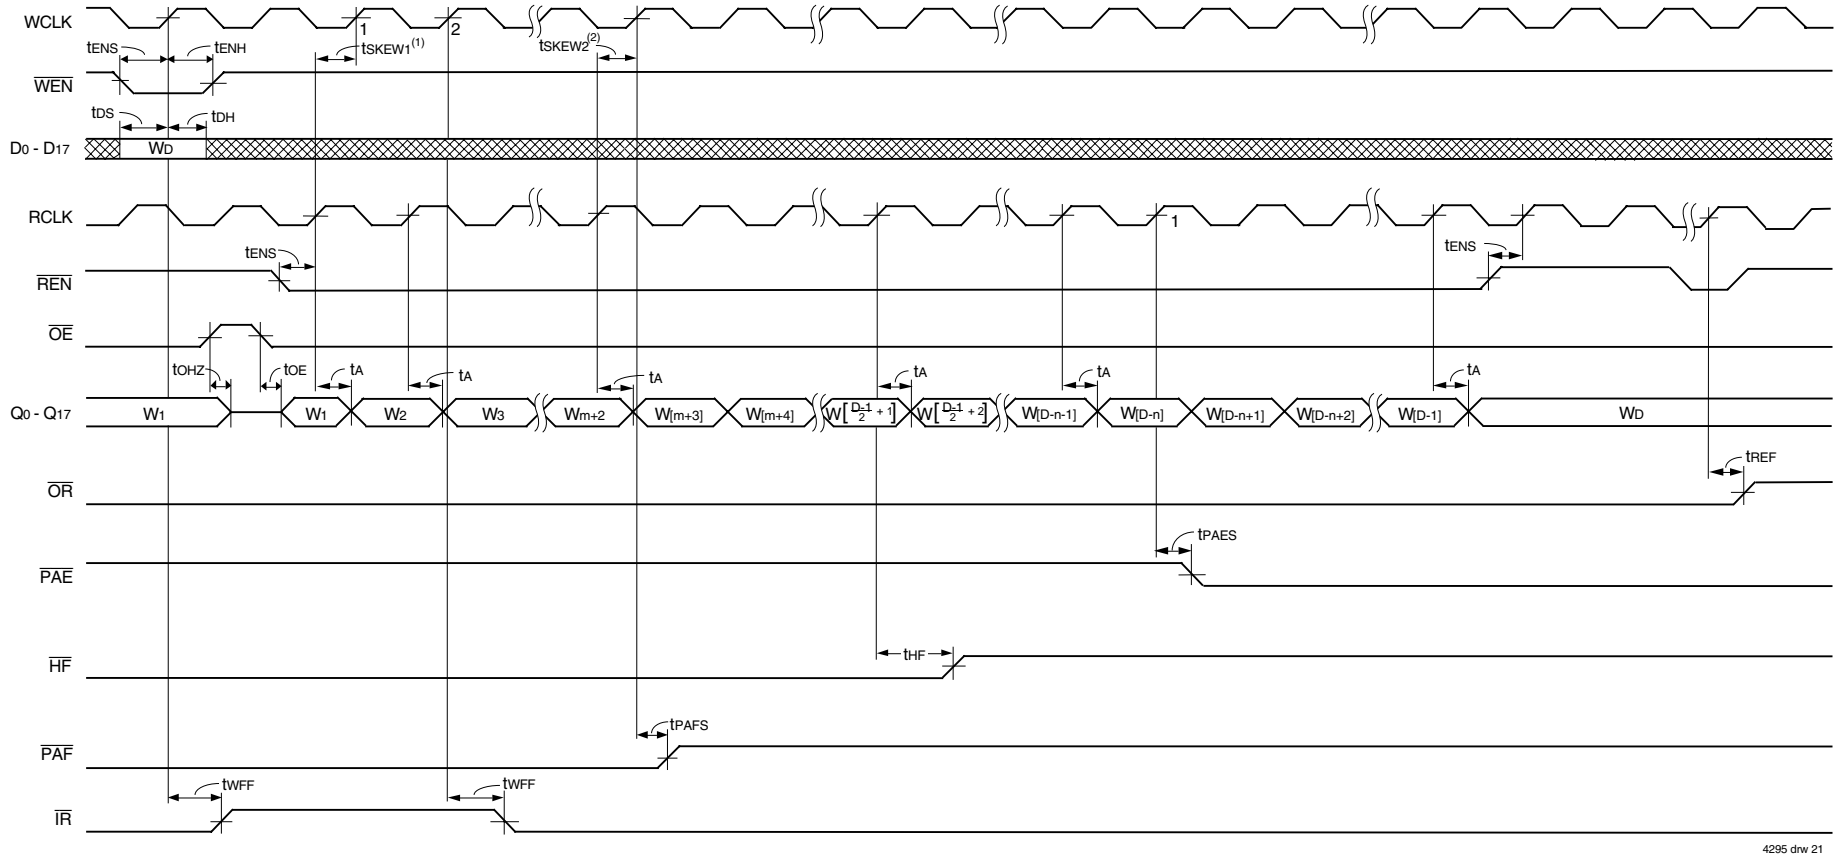 WCLK
1
2
tENS
tENH
tSKEW1(1)
tSKEW2(2)
WEN
tDS
tDH
D0 - D17
WD
RCLK
1
tENS
tENS
REN
OE
tOHZ
tOE
tA
tA
tA
tA
tA
tA
Q0 - Q17
W1
W1
W2
W3
Wm+2
W[m+3]
W[m+4]
W[D-1/2 + 1]
W[D-1/2 + 2]
W[D-n-1]
W[D-n]
W[D-n+1]
W[D-n+2]
W[D-1]
WD
tREF
OR
tPAES
PAE
HF
tHF
tPAFS
PAF
tWFF
tWFF
IR
4295 drw 21